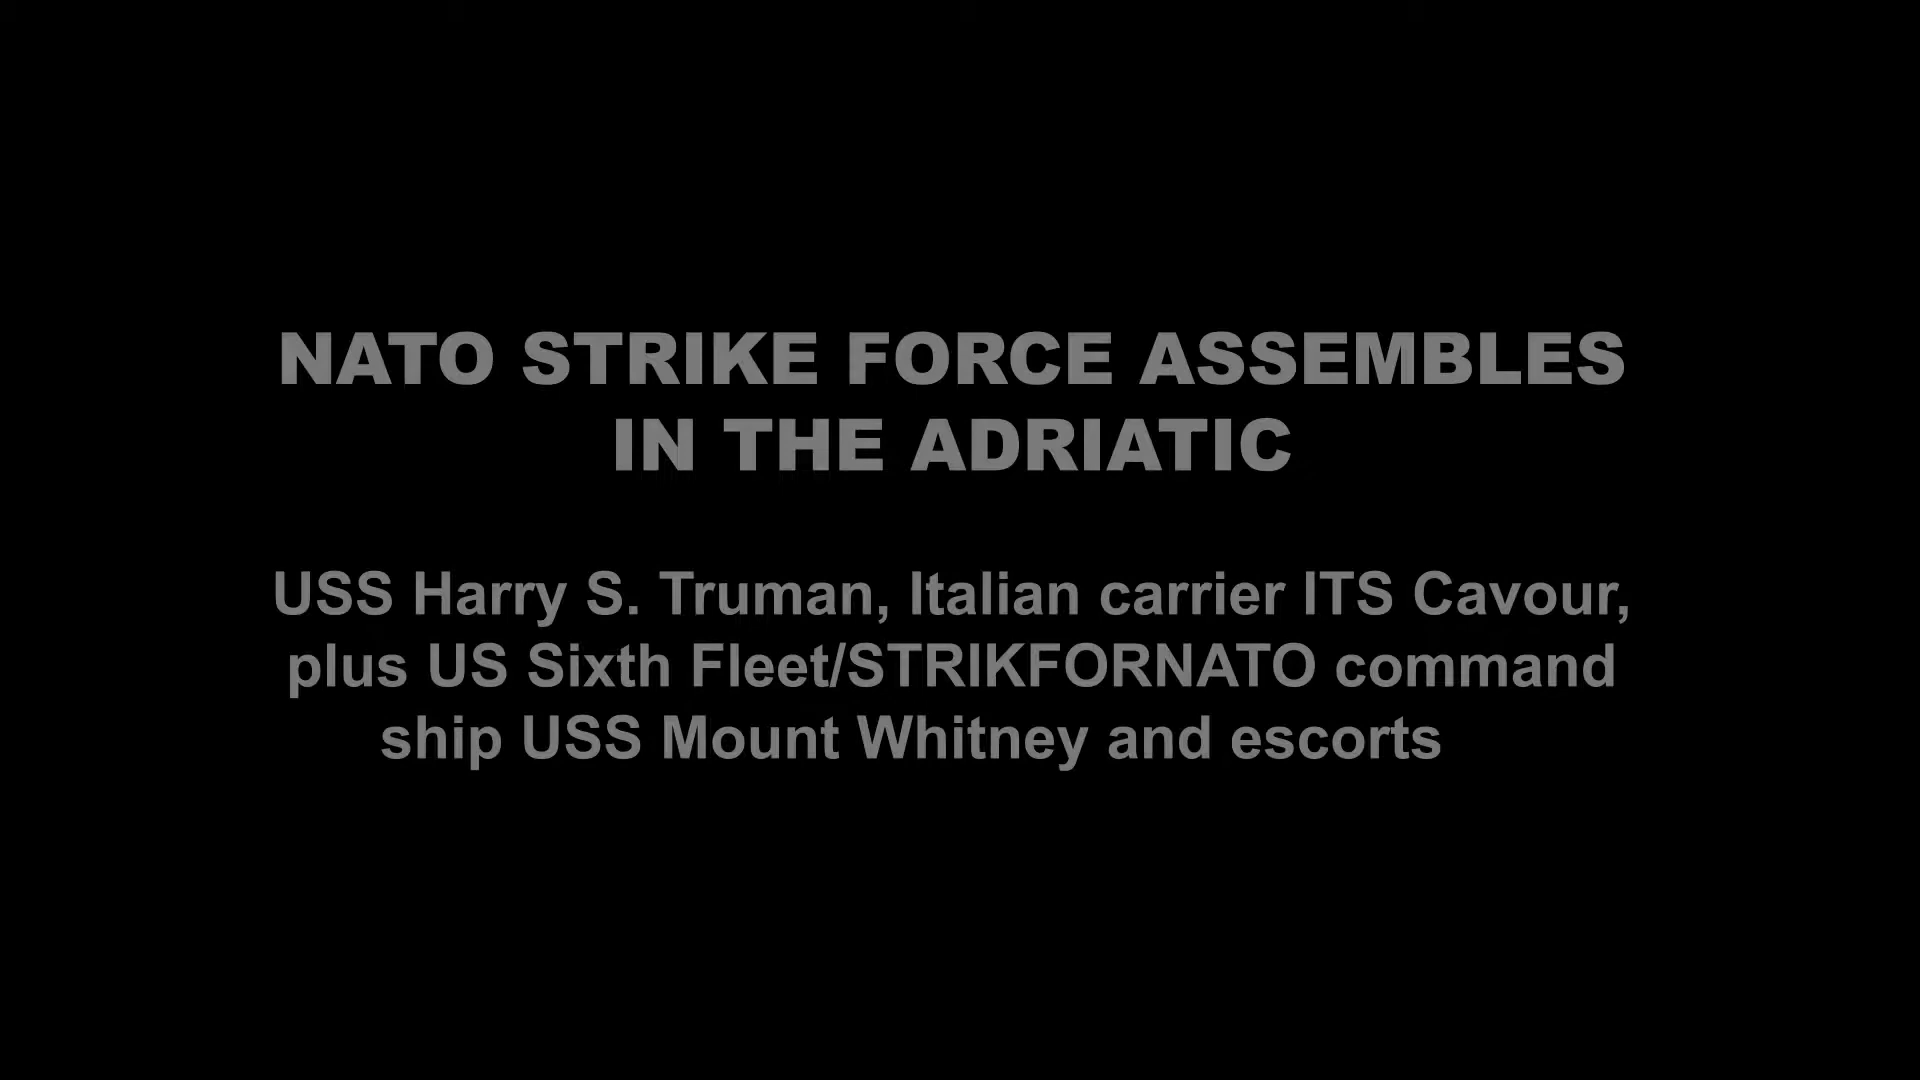 NATO STRIKE FORCE ASSEMBLES
IN THE ADRIATIC
USS Harry S. Truman, Italian carrier ITS Cavour,
plus US Sixth Fleet/STRIKFORNATO command
ship USS Mount Whitney and escorts